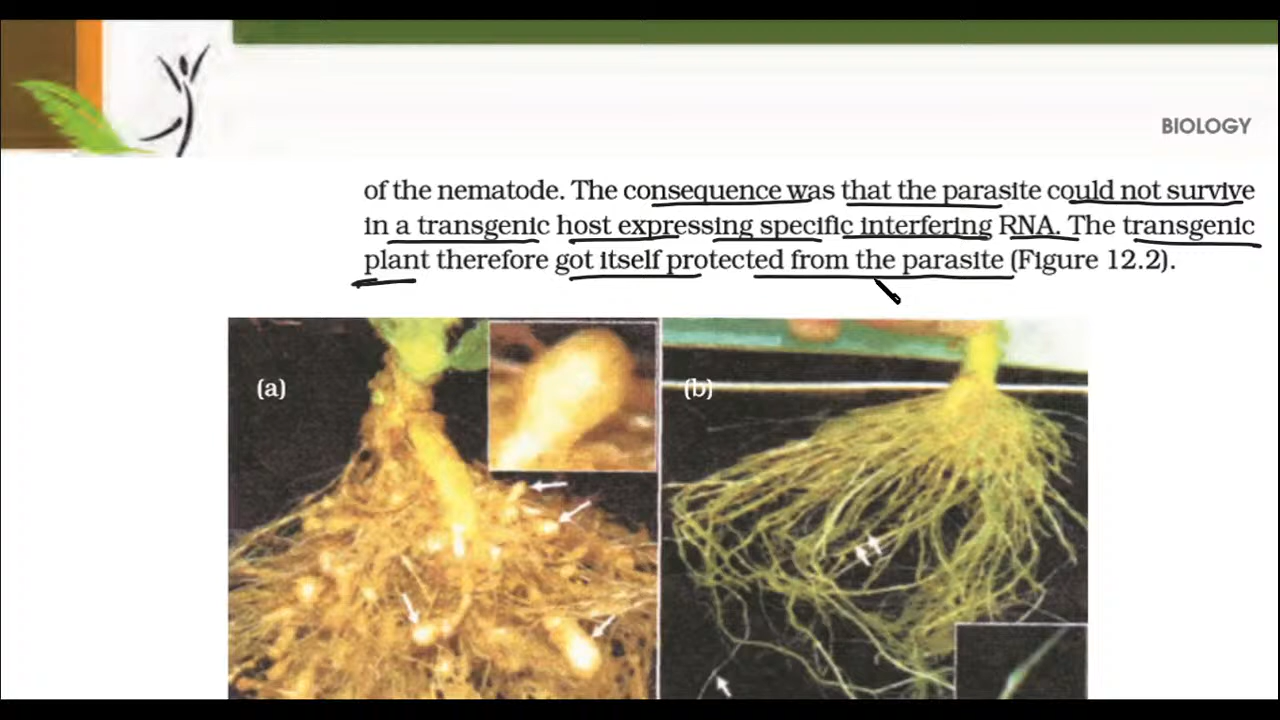 BIOLOGY
of the nematode. The consequence was that the parasite could not survive
in a transgenic host expressing specific interfering RNA. The transgenic
plant therefore got itself protected from the parasite (Figure 12.2).
(a)
(b)